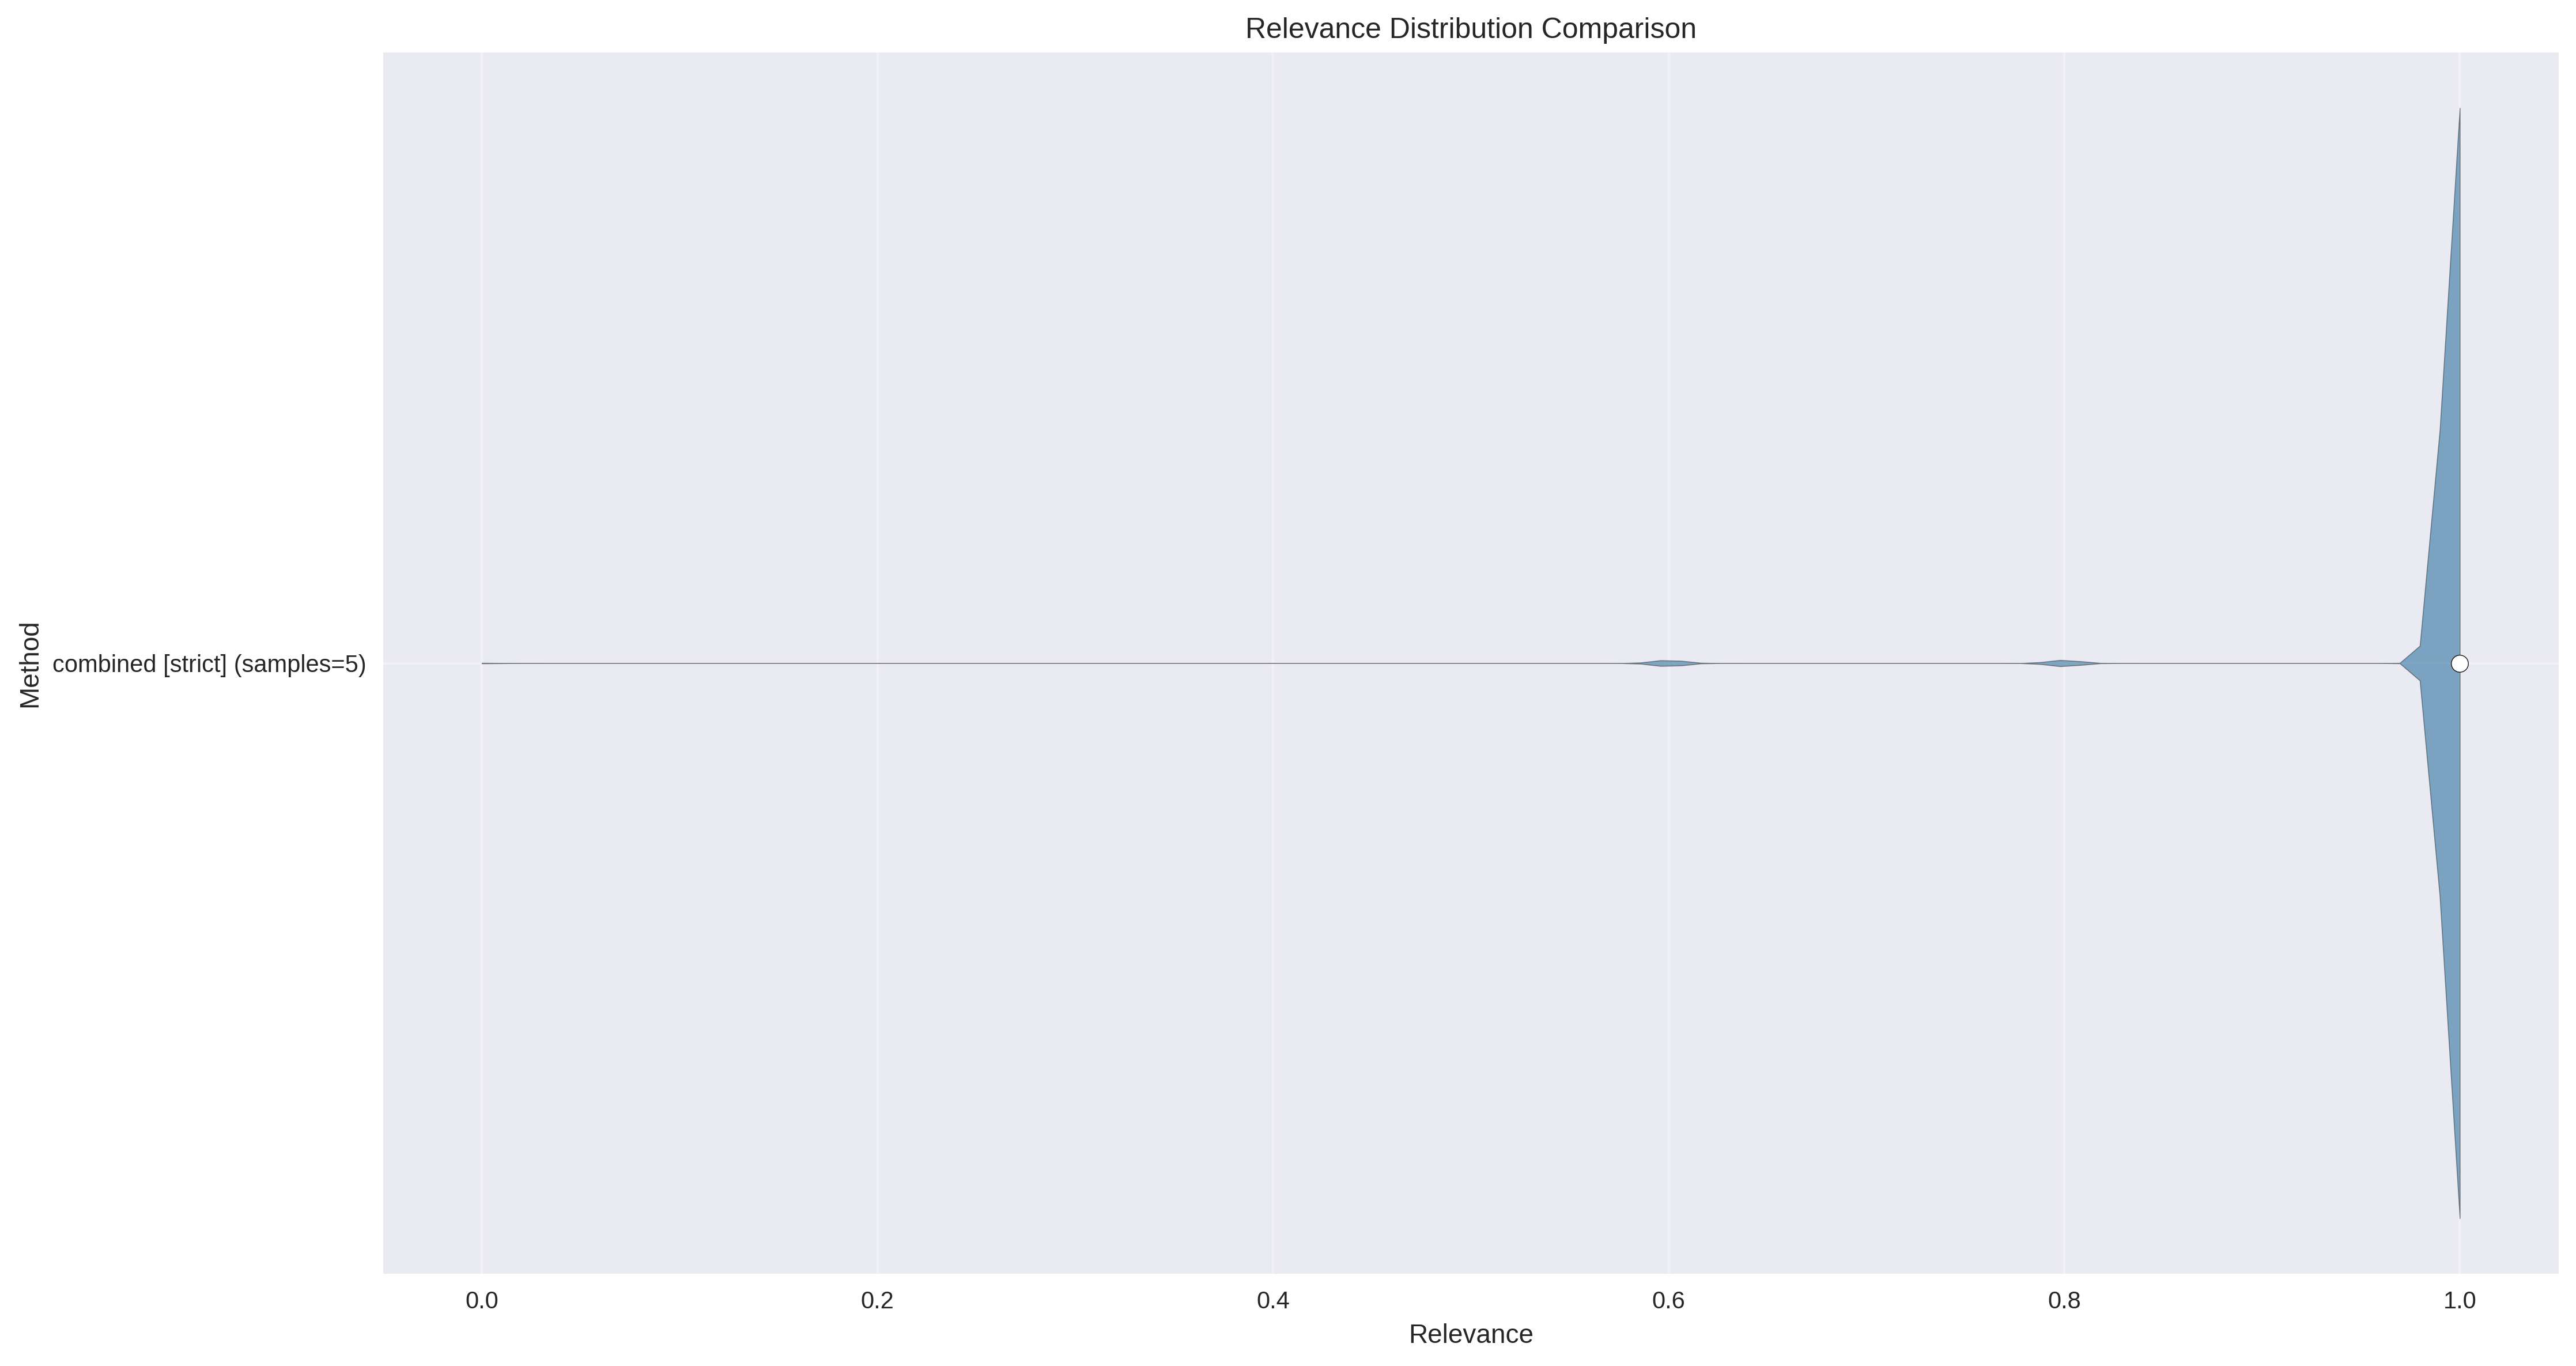 Relevance Distribution Comparison
Method
combined [strict] (samples=5)
0.0 0.2 0.4 0.6 0.8 1.0
Relevance